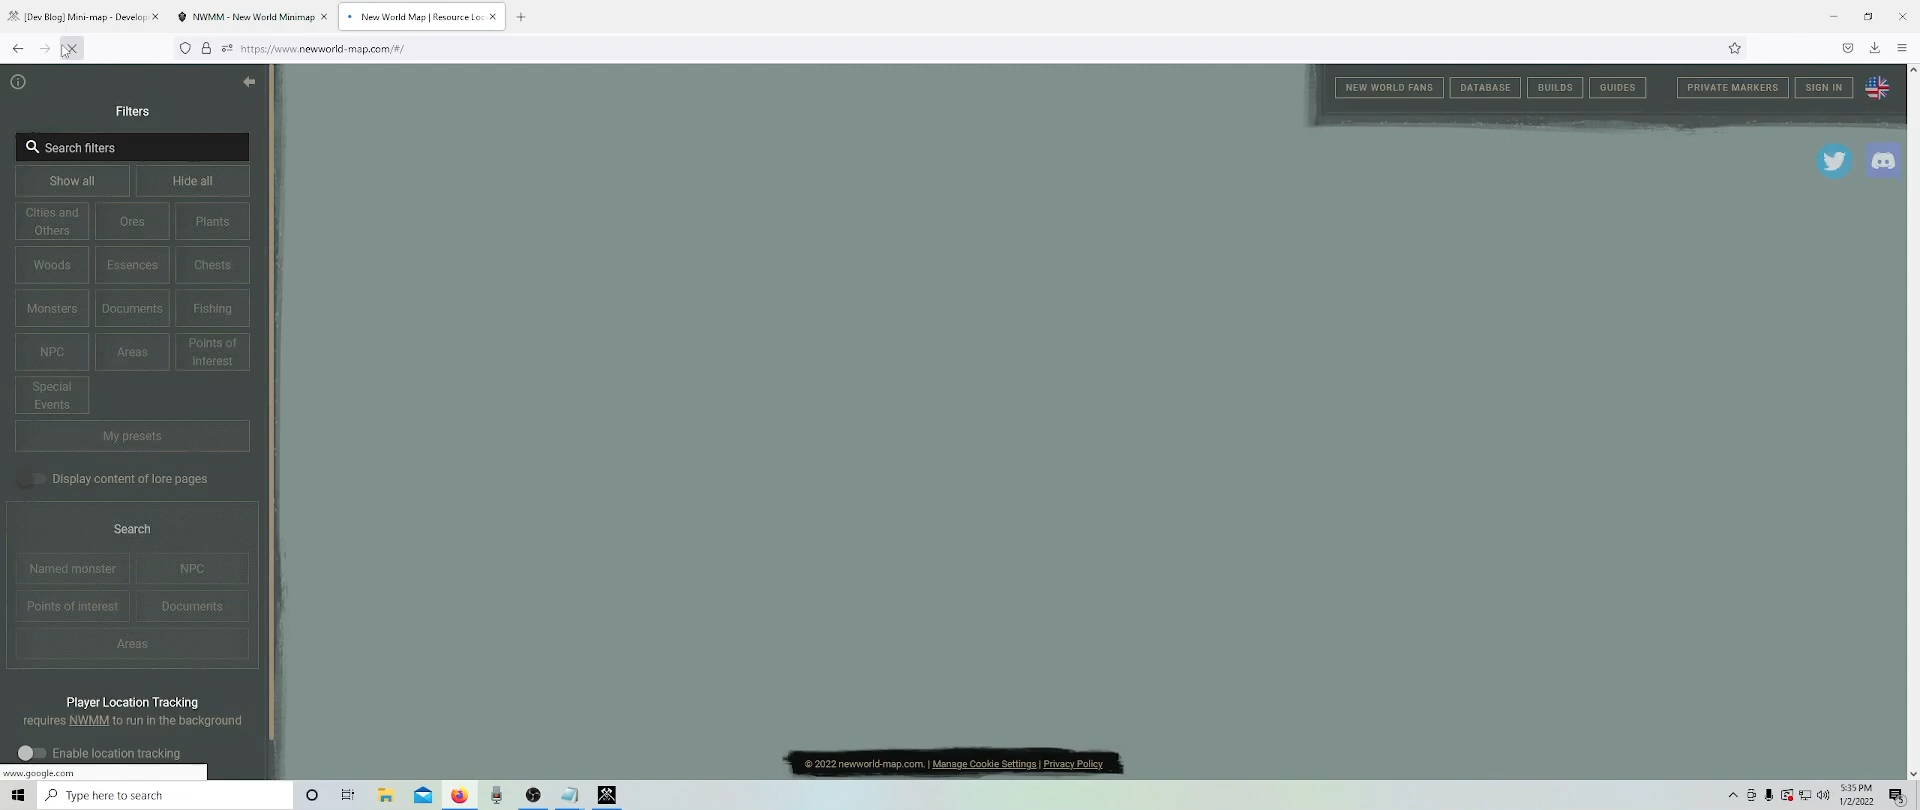 [Dev Blog] Mini-map - Develop
NWMM - New World Minimap
New World Map | Resource Loc
https://www.newworld-map.com/#/
NEW WORLD FANS
DATABASE
BUILDS
GUIDES
PRIVATE MARKERS
SIGN IN
Filters
Search filters
Show all
Hide all
Cities and
Others
Ores
Plants
Woods
Essences
Chests
Monsters
Documents
Fishing
NPC
Areas
Points of
Interest
Special
Events
My presets
Display content of lore pages
Search
Named monster
NPC
Points of interest
Documents
Areas
Player Location Tracking
requires NWMM to run in the background
Enable location tracking
www.google.com
© 2022 newworld-map.com. | Manage Cookie Settings | Privacy Policy
Type here to search
5:35 PM
1/2/2022
5